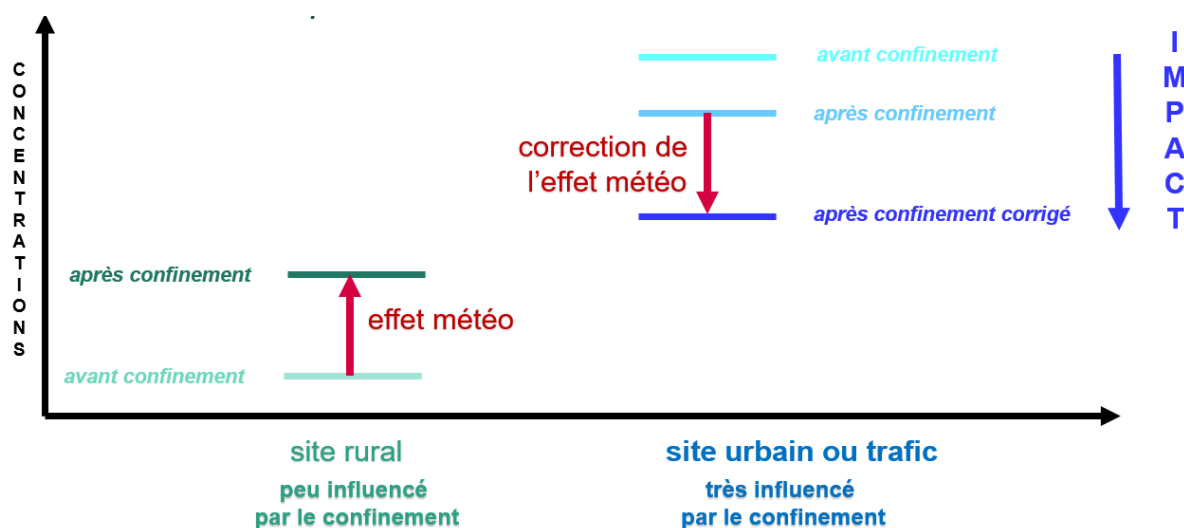 CONCENTRATIONS
avant confinement
après confinement
correction de
l'effet météo
après confinement corrigé
IMPACT
après confinement
effet météo
avant confinement
site rural
peu influencé
par le confinement
site urbain ou trafic
très influencé
par le confinement